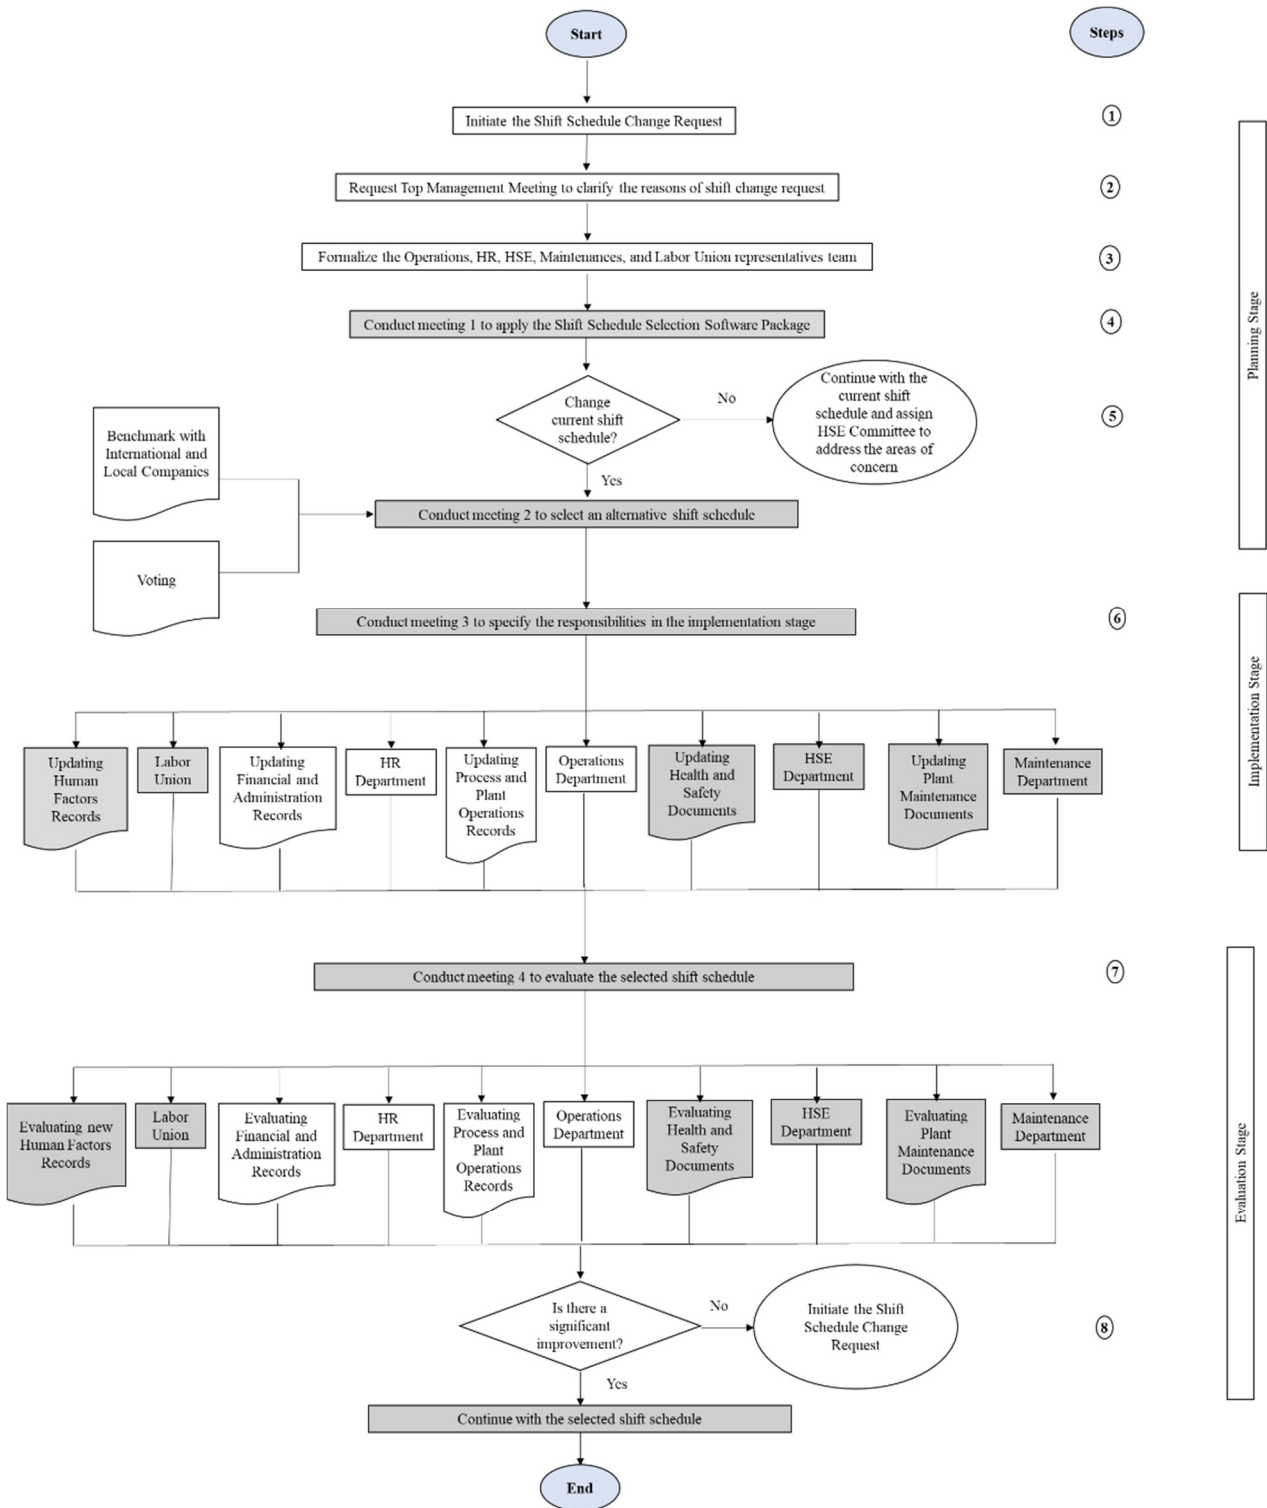 Start
Steps
Initiate the Shift Schedule Change Request
1
Request Top Management Meeting to clarify the reasons of shift change request
2
Formalize the Operations, HR, HSE, Maintenances, and Labor Union representatives team
3
Conduct meeting 1 to apply the Shift Schedule Selection Software Package
4
Planning Stage
Change
current shift
schedule?
No
Continue with the
current shift
schedule and assign
HSE Committee to
address the areas of
concern
5
Yes
Benchmark with
International and
Local Companies
Conduct meeting 2 to select an alternative shift schedule
Voting
Conduct meeting 3 to specify the responsibilities in the implementation stage
6
Implementation Stage
Updating
Human
Factors
Records
Labor
Union
Updating
Financial and
Administration
Records
HR
Department
Updating
Process and
Plant
Operations
Records
Operations
Department
Updating
Health and
Safety
Documents
HSE
Department
Updating
Plant
Maintenance
Documents
Maintenance
Department
Conduct meeting 4 to evaluate the selected shift schedule
7
Evaluation Stage
Evaluating new
Human Factors
Records
Labor
Union
Evaluating
Financial and
Administration
Records
HR
Department
Evaluating
Process and
Plant
Operations
Records
Operations
Department
Evaluating
Health and
Safety
Documents
HSE
Department
Evaluating
Plant
Maintenance
Documents
Maintenance
Department
Is there a
significant
improvement?
No
Initiate the Shift
Schedule Change
Request
8
Yes
Continue with the selected shift schedule
End